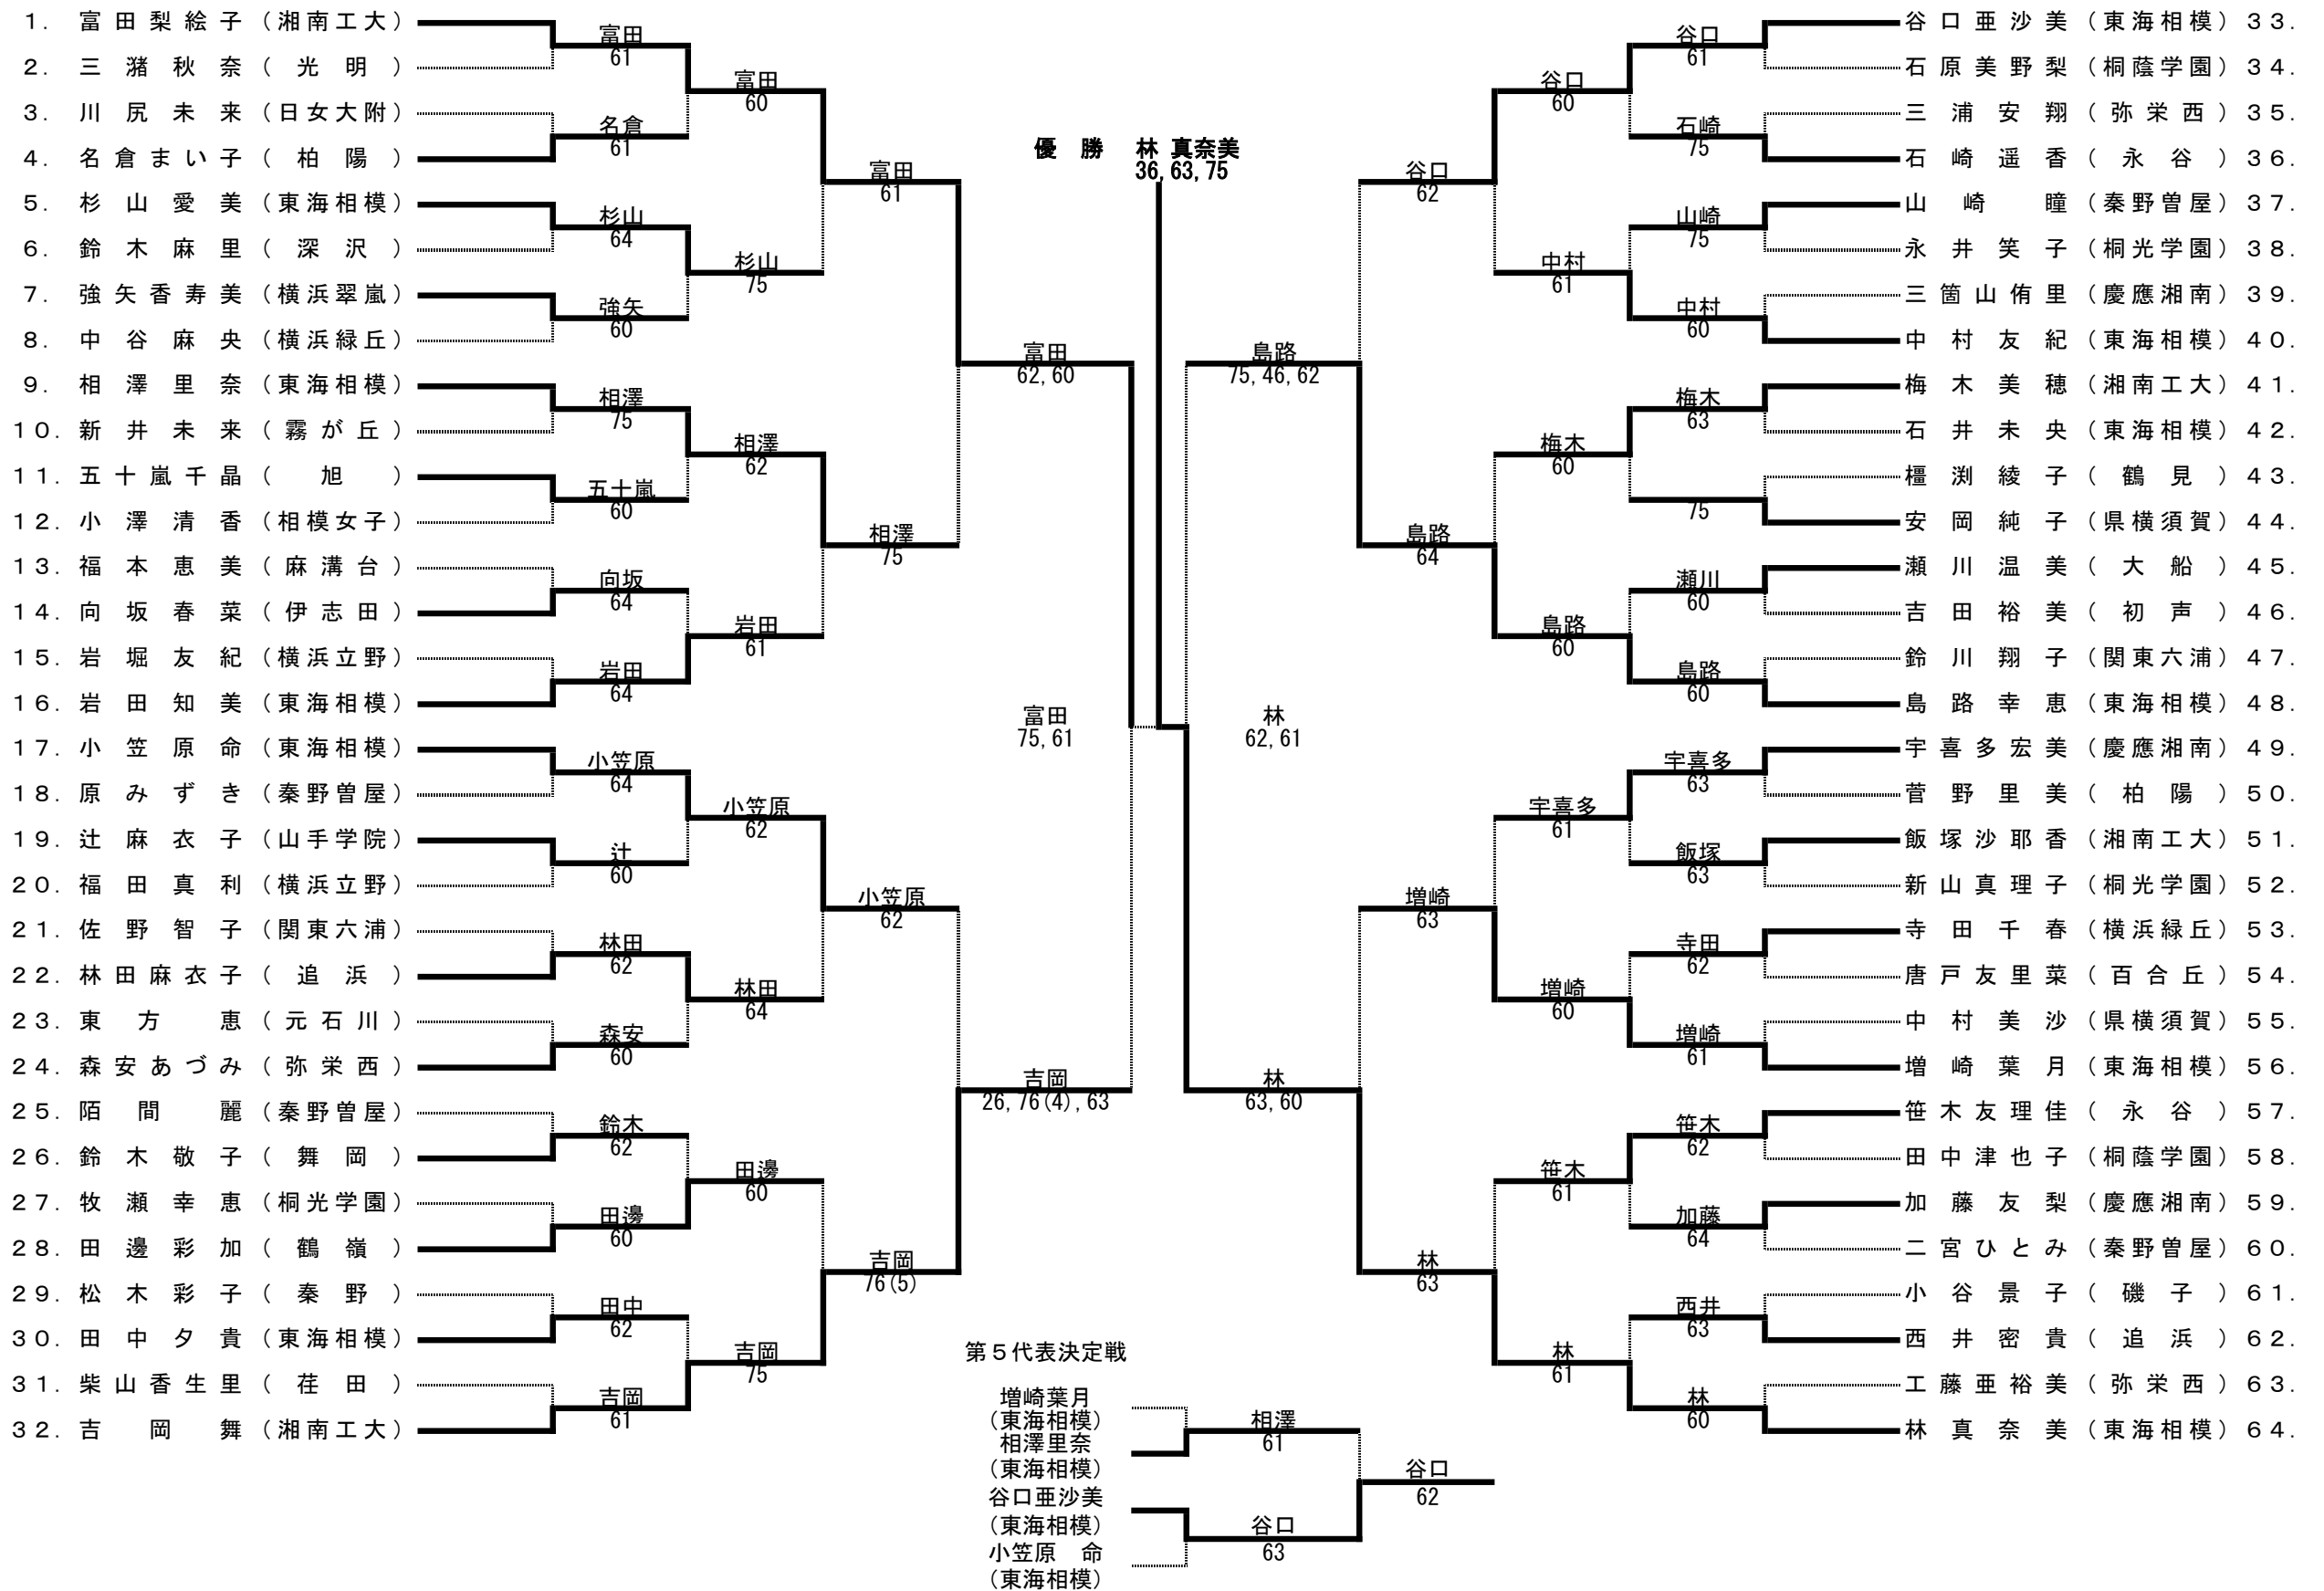 1. 富田梨絵子 (湘南工大)
2. 三潴秋奈 (光明)
3. 川尻未来 (日女大附)
4. 名倉まい子 (柏陽)
5. 杉山愛美 (東海相模)
6. 鈴木麻里 (深沢)
7. 強矢香寿美 (横浜翠嵐)
8. 中谷麻央 (横浜緑丘)
9. 相澤里奈 (東海相模)
10. 新井未来 (霧が丘)
11. 五十嵐千晶 (旭)
12. 小澤清香 (相模女子)
13. 福本恵美 (麻溝台)
14. 向坂春菜 (伊志田)
15. 岩堀友紀 (横浜立野)
16. 岩田知美 (東海相模)
17. 小笠原命 (東海相模)
18. 原みずき (秦野曽屋)
19. 辻麻衣子 (山手学院)
20. 福田真利 (横浜立野)
21. 佐野智子 (関東六浦)
22. 林田麻衣子 (追浜)
23. 東方恵 (元石川)
24. 森安あづみ (弥栄西)
25. 陌間麗 (秦野曽屋)
26. 鈴木敬子 (舞岡)
27. 牧瀬幸恵 (桐光学園)
28. 田邊彩加 (鶴嶺)
29. 松木彩子 (秦野)
30. 田中夕貴 (東海相模)
31. 柴山香生里 (荏田)
32. 吉岡舞 (湘南工大)
富田
61
名倉
61
杉山
64
強矢
60
相澤
75
五十嵐
60
向坂
64
岩田
64
小笠原
64
辻
60
林田
62
森安
60
鈴木
62
田邊
60
田中
62
吉岡
61
富田
60
杉山
75
相澤
62
岩田
61
小笠原
62
林田
64
田邊
60
吉岡
75
富田
61
相澤
75
小笠原
62
吉岡
76(5)
富田
62,60
吉岡
26,76(4),63
富田
75,61
優勝 林 真奈美
36,63,75
林
62,61
島路
75,46,62
林
63,60
谷口
62
島路
64
増崎
63
林
63
谷口
60
中村
61
梅木
60
島路
60
宇喜多
61
増崎
60
笹木
61
林
61
谷口
61
石崎
75
山崎
75
中村
60
梅木
63
75
瀬川
60
島路
60
宇喜多
63
飯塚
63
寺田
62
増崎
61
笹木
62
加藤
64
西井
63
林
60
谷口亜沙美 (東海相模) 33.
石原美野梨 (桐蔭学園) 34.
三浦安翔 (弥栄西) 35.
石崎遥香 (永谷) 36.
山崎瞳 (秦野曽屋) 37.
永井笑子 (桐光学園) 38.
三箇山侑里 (慶應湘南) 39.
中村友紀 (東海相模) 40.
梅木美穂 (湘南工大) 41.
石井未央 (東海相模) 42.
橿渕綾子 (鶴見) 43.
安岡純子 (県横須賀) 44.
瀬川温美 (大船) 45.
吉田裕美 (初声) 46.
鈴川翔子 (関東六浦) 47.
島路幸恵 (東海相模) 48.
宇喜多宏美 (慶應湘南) 49.
菅野里美 (柏陽) 50.
飯塚沙耶香 (湘南工大) 51.
新山真理子 (桐光学園) 52.
寺田千春 (横浜緑丘) 53.
唐戸友里菜 (百合丘) 54.
中村美沙 (県横須賀) 55.
増崎葉月 (東海相模) 56.
笹木友理佳 (永谷) 57.
田中津也子 (桐蔭学園) 58.
加藤友梨 (慶應湘南) 59.
二宮ひとみ (秦野曽屋) 60.
小谷景子 (磯子) 61.
西井密貴 (追浜) 62.
工藤亜裕美 (弥栄西) 63.
林真奈美 (東海相模) 64.
第5代表決定戦
増崎葉月
(東海相模)
相澤里奈
(東海相模)
谷口亜沙美
(東海相模)
小笠原 命
(東海相模)
相澤
61
谷口
63
谷口
62